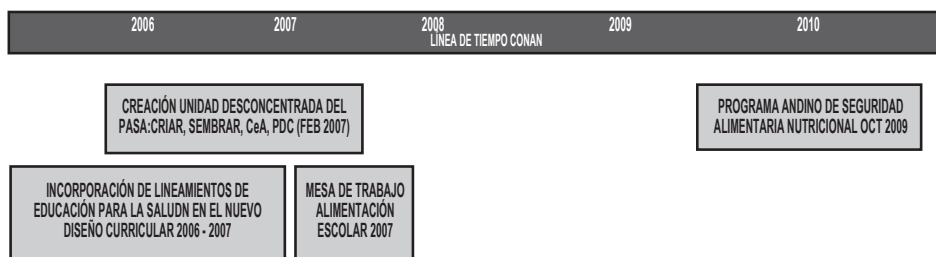 2006 2007 2008 2009 2010
LÍNEA DE TIEMPO CONAN
CREACIÓN UNIDAD DESCONCENTRADA DEL
PASA:CRIAR, SEMBRAR, CeA, PDC (FEB 2007)
PROGRAMA ANDINO DE SEGURIDAD
ALIMENTARIA NUTRICIONAL OCT 2009
INCORPORACIÓN DE LINEAMIENTOS DE
EDUCACIÓN PARA LA SALUDN EN EL NUEVO
DISEÑO CURRICULAR 2006 - 2007
MESA DE TRABAJO
ALIMENTACIÓN
ESCOLAR 2007